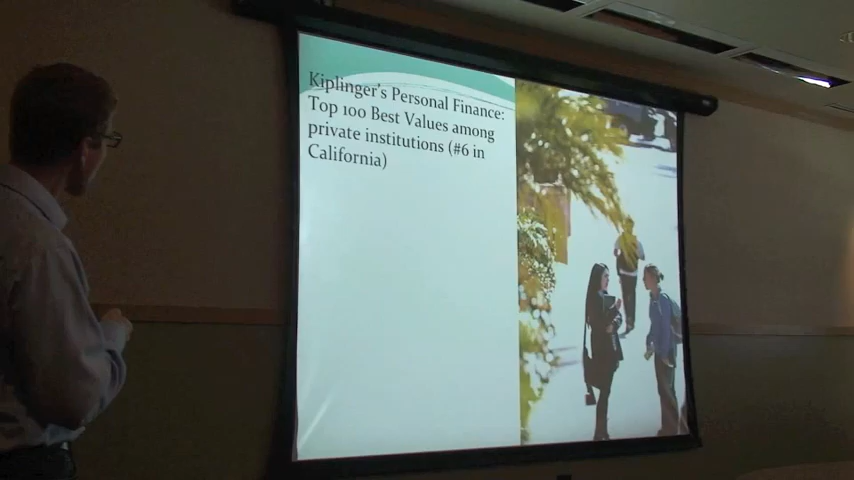 Kiplinger's Personal Finance:
Top 100 Best Values among
private institutions (#6 in
California)